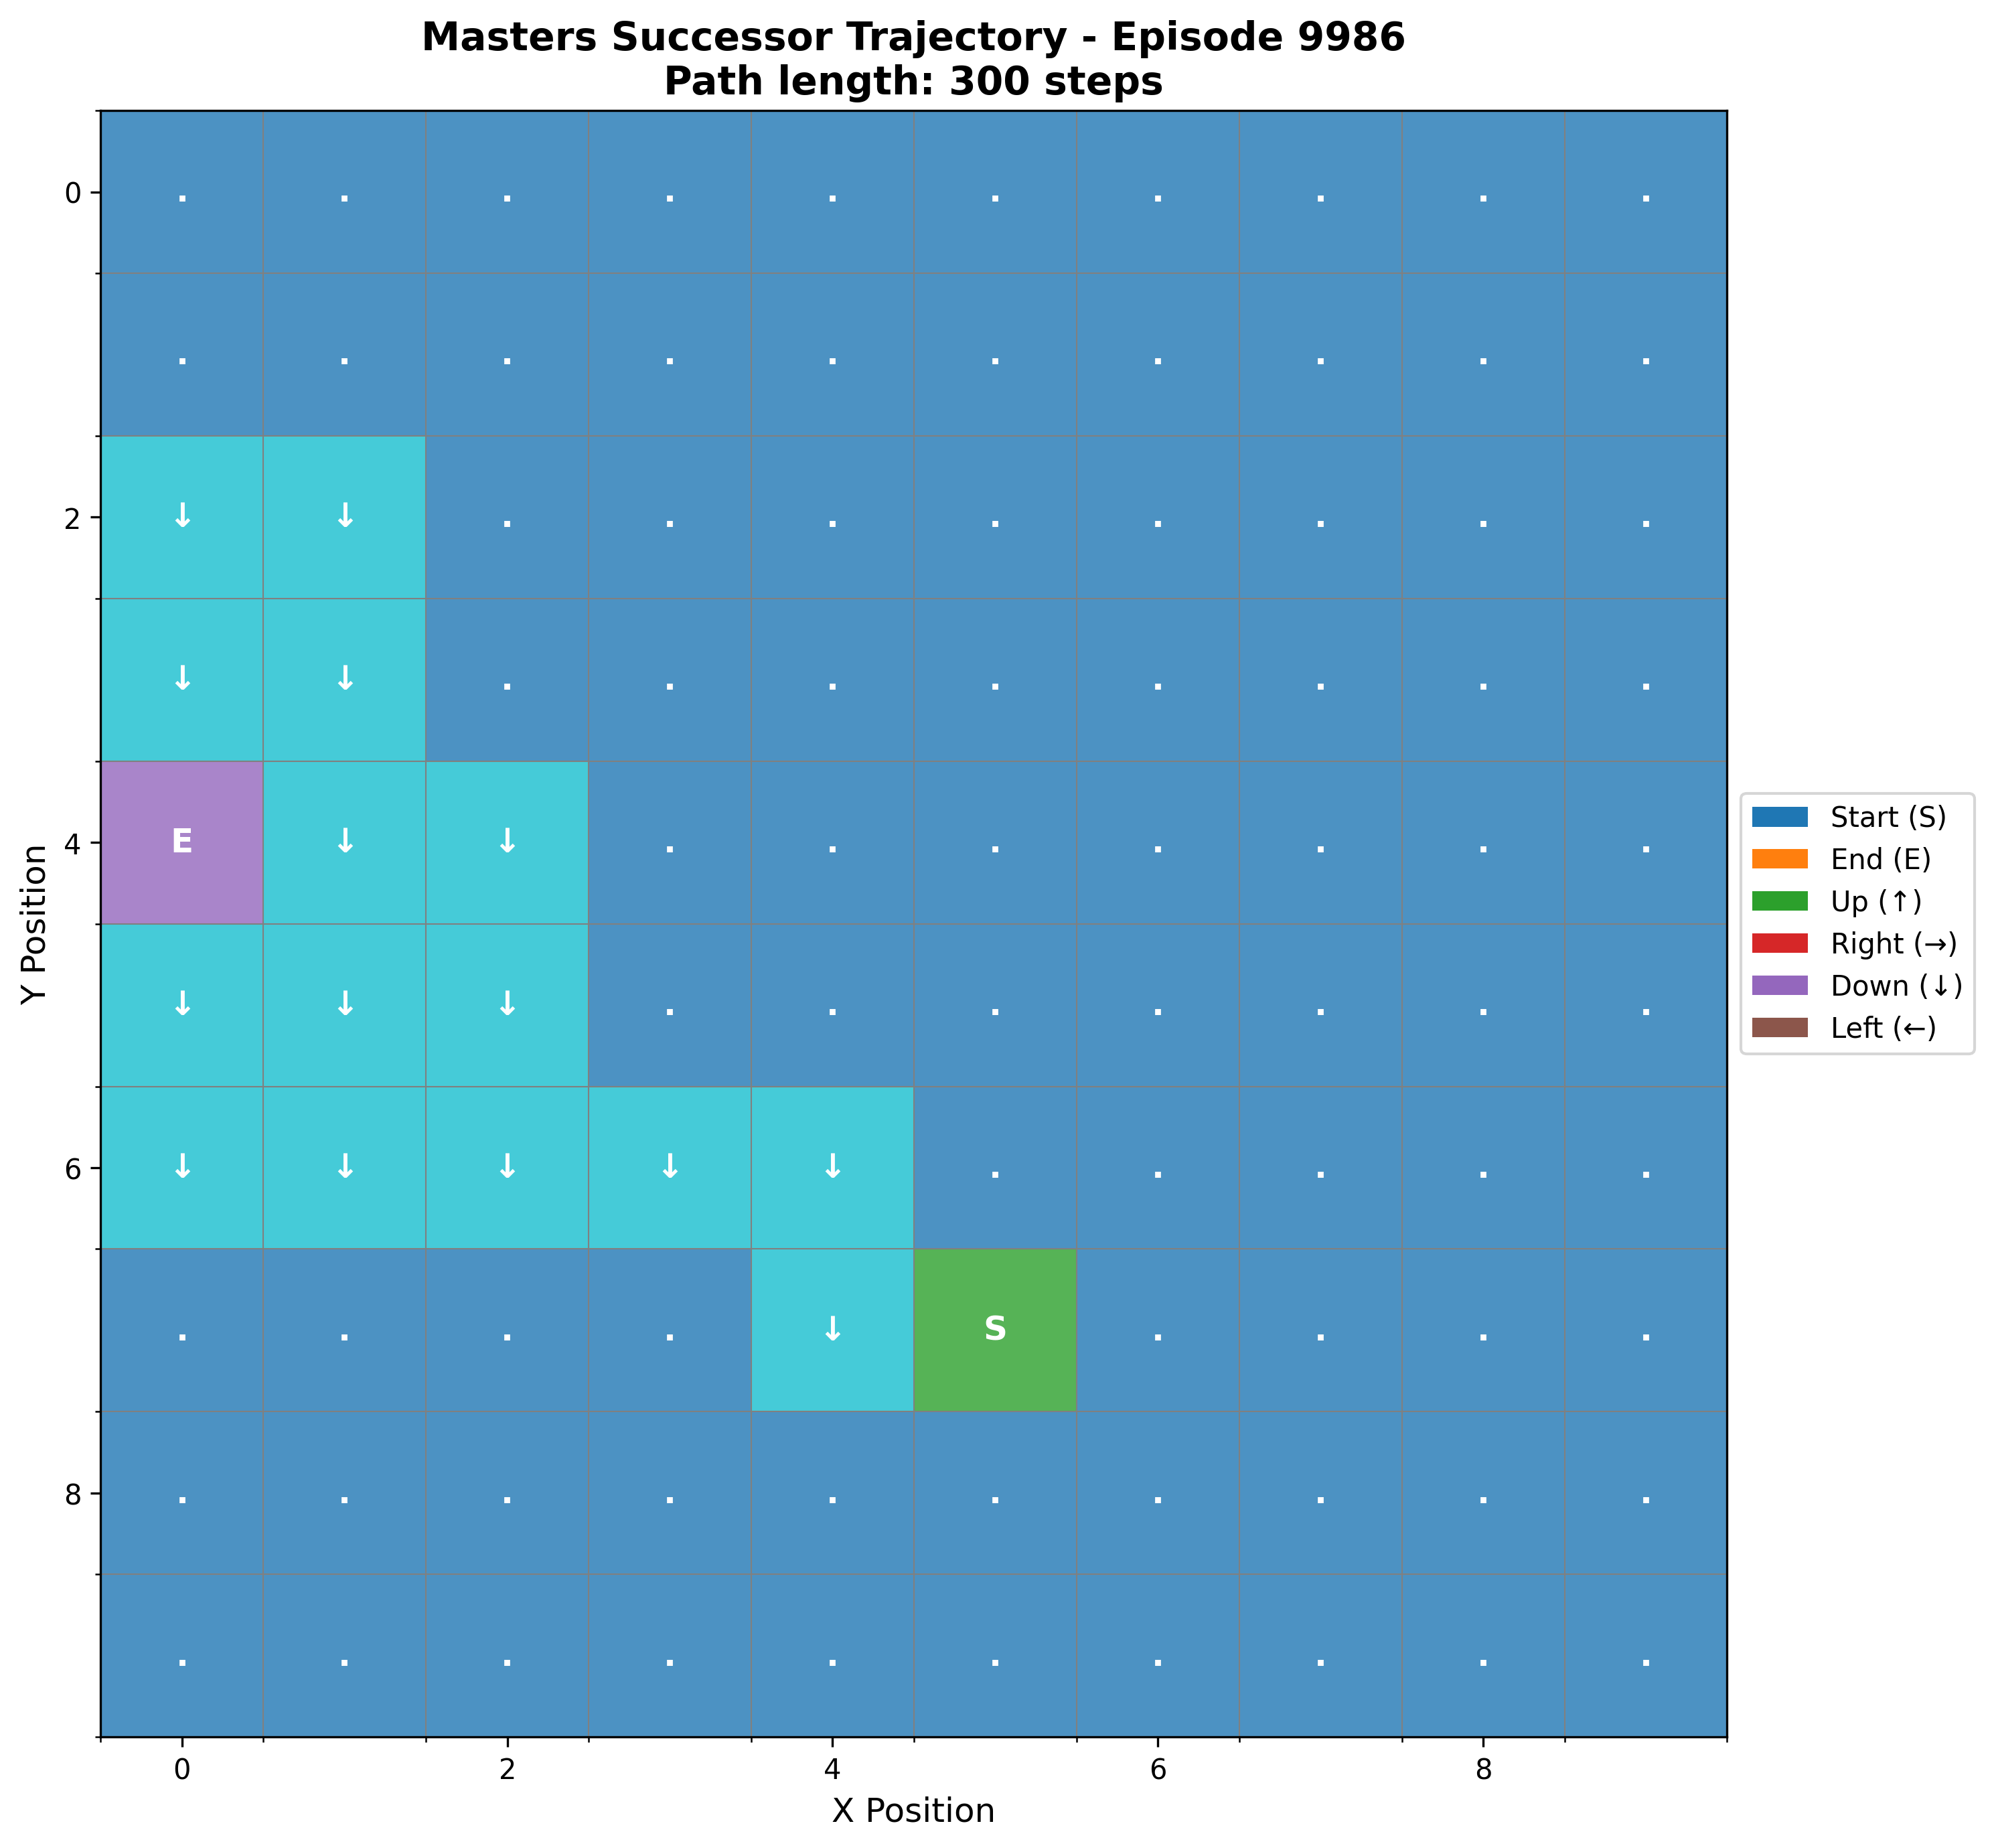 Masters Successor Trajectory - Episode 9986
Path length: 300 steps
0
2
↓ ↓
↓ ↓
4
E ↓ ↓
↓ ↓ ↓
6
↓ ↓ ↓ ↓ ↓
↓ S
8
0 2 4 6 8
X Position
Y Position
Start (S)
End (E)
Up (↑)
Right (→)
Down (↓)
Left (←)